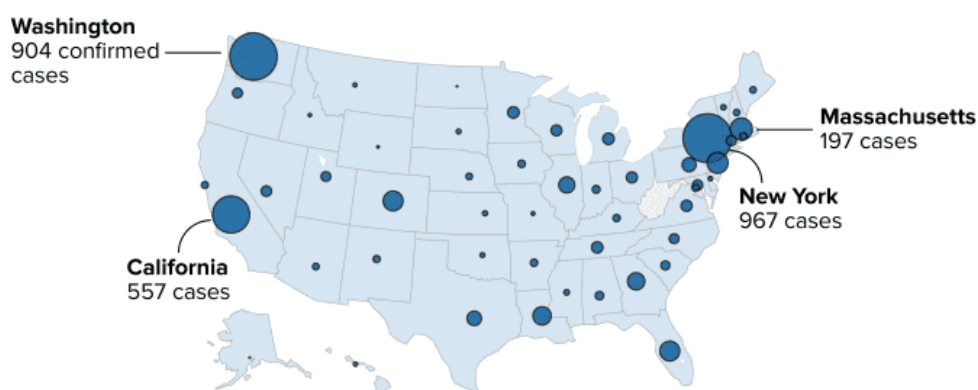 Washington
904 confirmed
cases
Massachusetts
197 cases
New York
967 cases
California
557 cases